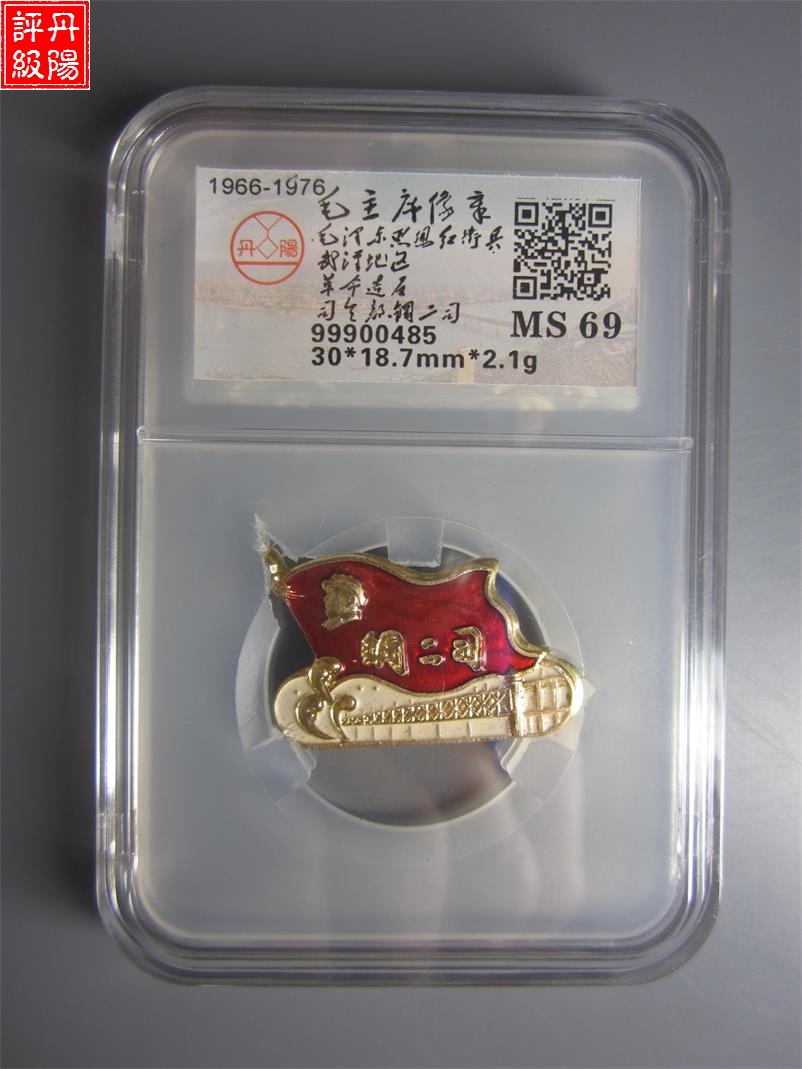 丹陽
評級
1966-1976
毛主席像章
丹陽
毛泽东思想红卫兵
武汉地区
革命造反
司令部钢二司
99900485
MS 69
30*18.7mm*2.1g
钢二司